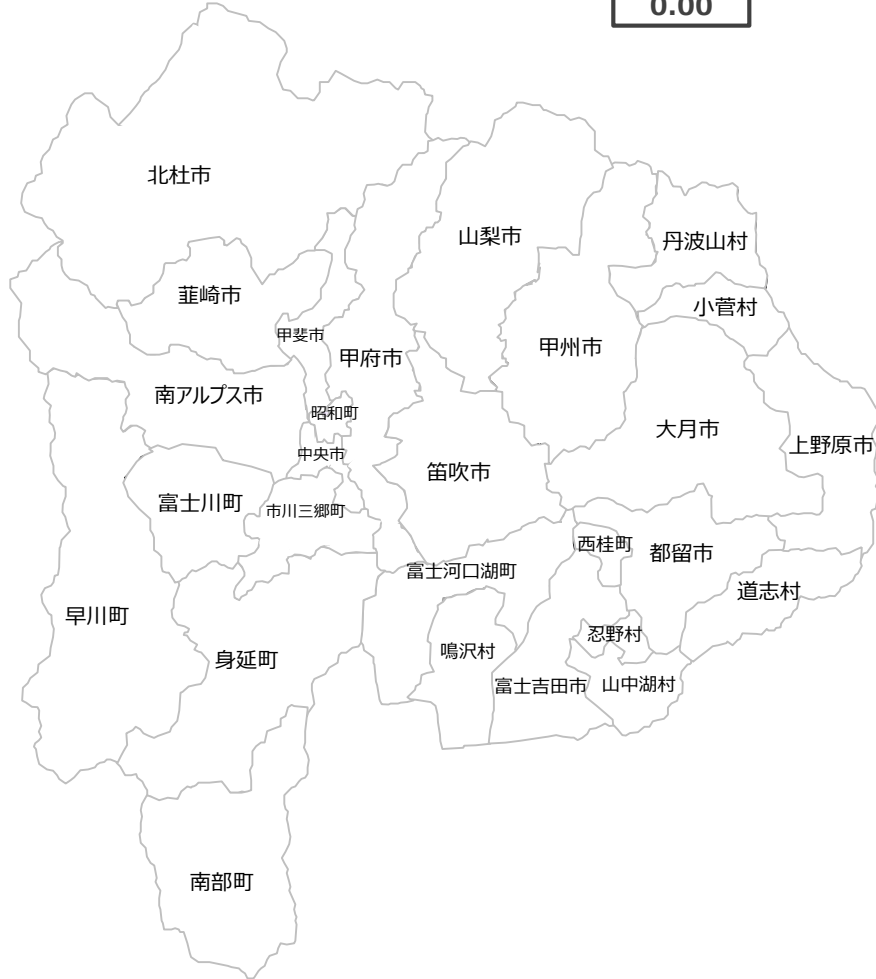 0.00
北杜市
山梨市
丹波山村
韮崎市
小菅村
甲斐市
甲府市
甲州市
南アルプス市
昭和町
大月市
上野原市
中央市
笛吹市
富士川町
市川三郷町
西桂町
都留市
富士河口湖町
道志村
早川町
忍野村
鳴沢村
身延町
富士吉田市
山中湖村
南部町